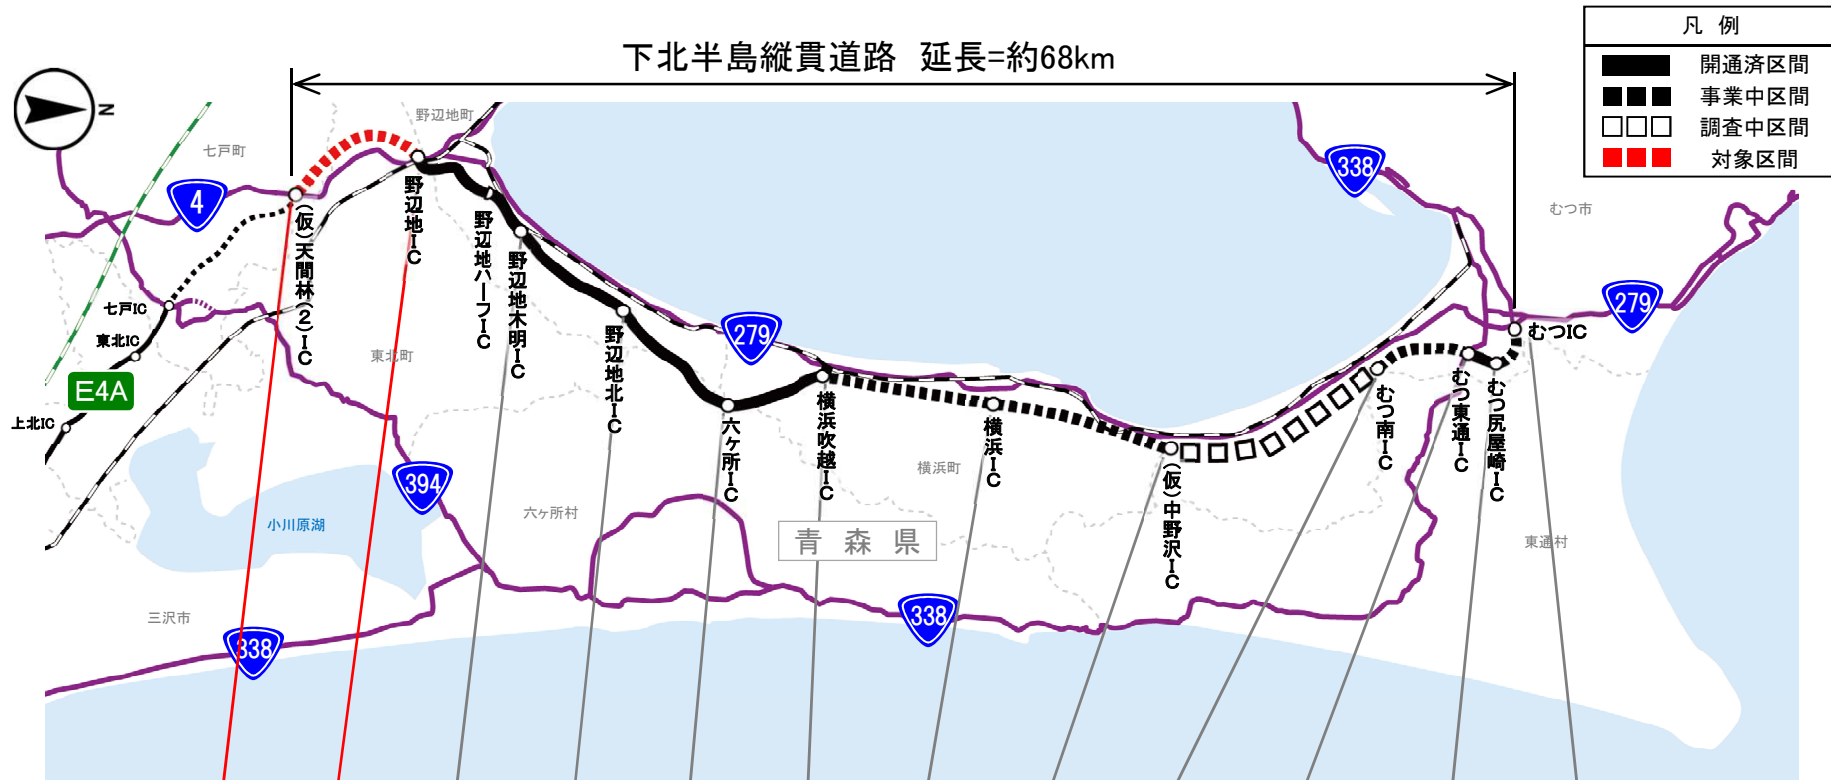 下北半島縦貫道路 延長=約68km
凡 例
開通済区間
事業中区間
調査中区間
対象区間
N
野辺地町
七戸町
4
338
むつ市
(仮)天間林(2)IC
野辺地IC
野辺地ハーフIC
野辺地木明IC
野辺地北IC
六ヶ所IC
横浜吹越IC
横浜IC
(仮)中野沢IC
むつ南IC
むつ東通IC
むつ尻屋崎IC
むつIC
279
279
七戸IC
東北IC
E4A
上北IC
東北町
394
横浜町
小川原湖
六ヶ所村
青 森 県
東通村
三沢市
338
338